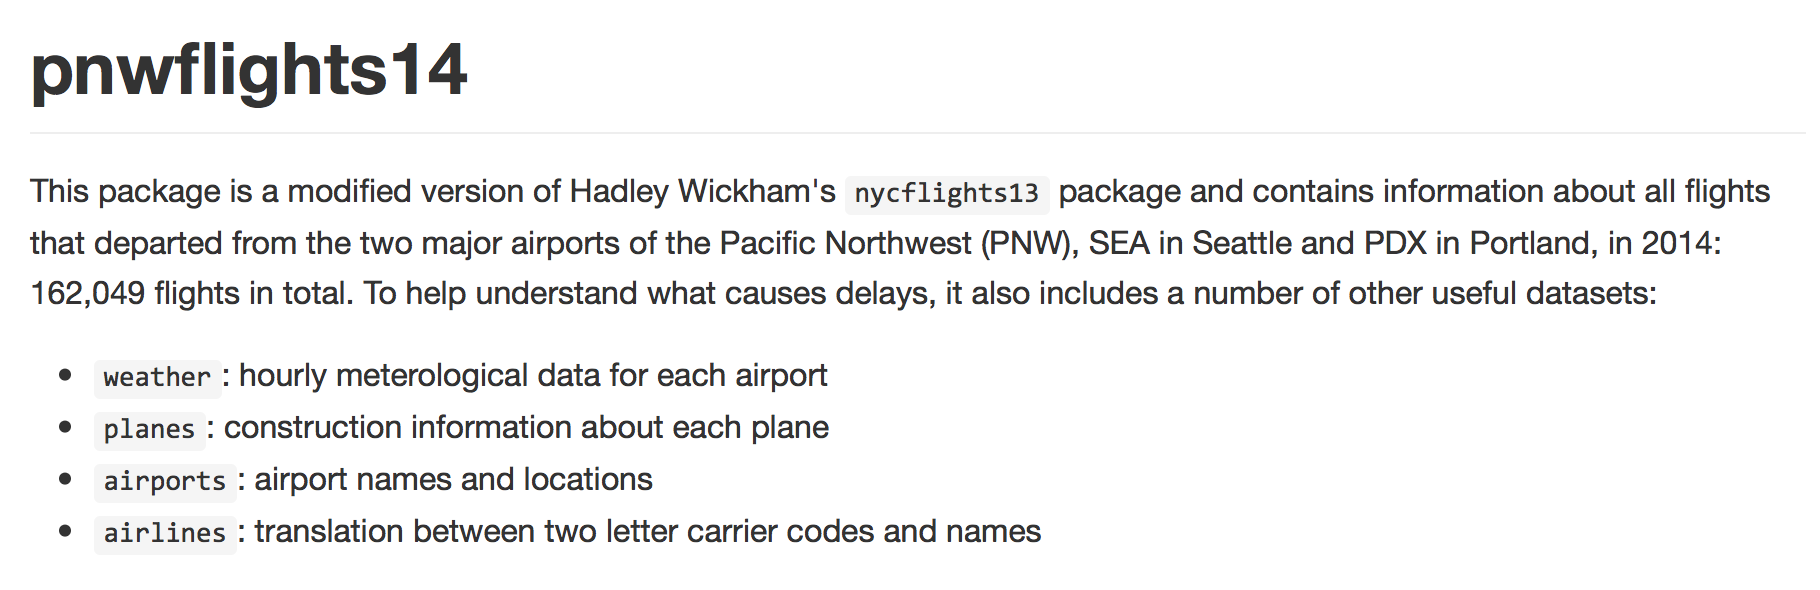 pnwflights14
This package is a modified version of Hadley Wickham's nycflights13 package and contains information about all flights
that departed from the two major airports of the Pacific Northwest (PNW), SEA in Seattle and PDX in Portland, in 2014:
162,049 flights in total. To help understand what causes delays, it also includes a number of other useful datasets:
• weather: hourly meterological data for each airport
• planes: construction information about each plane
• airports: airport names and locations
• airlines: translation between two letter carrier codes and names